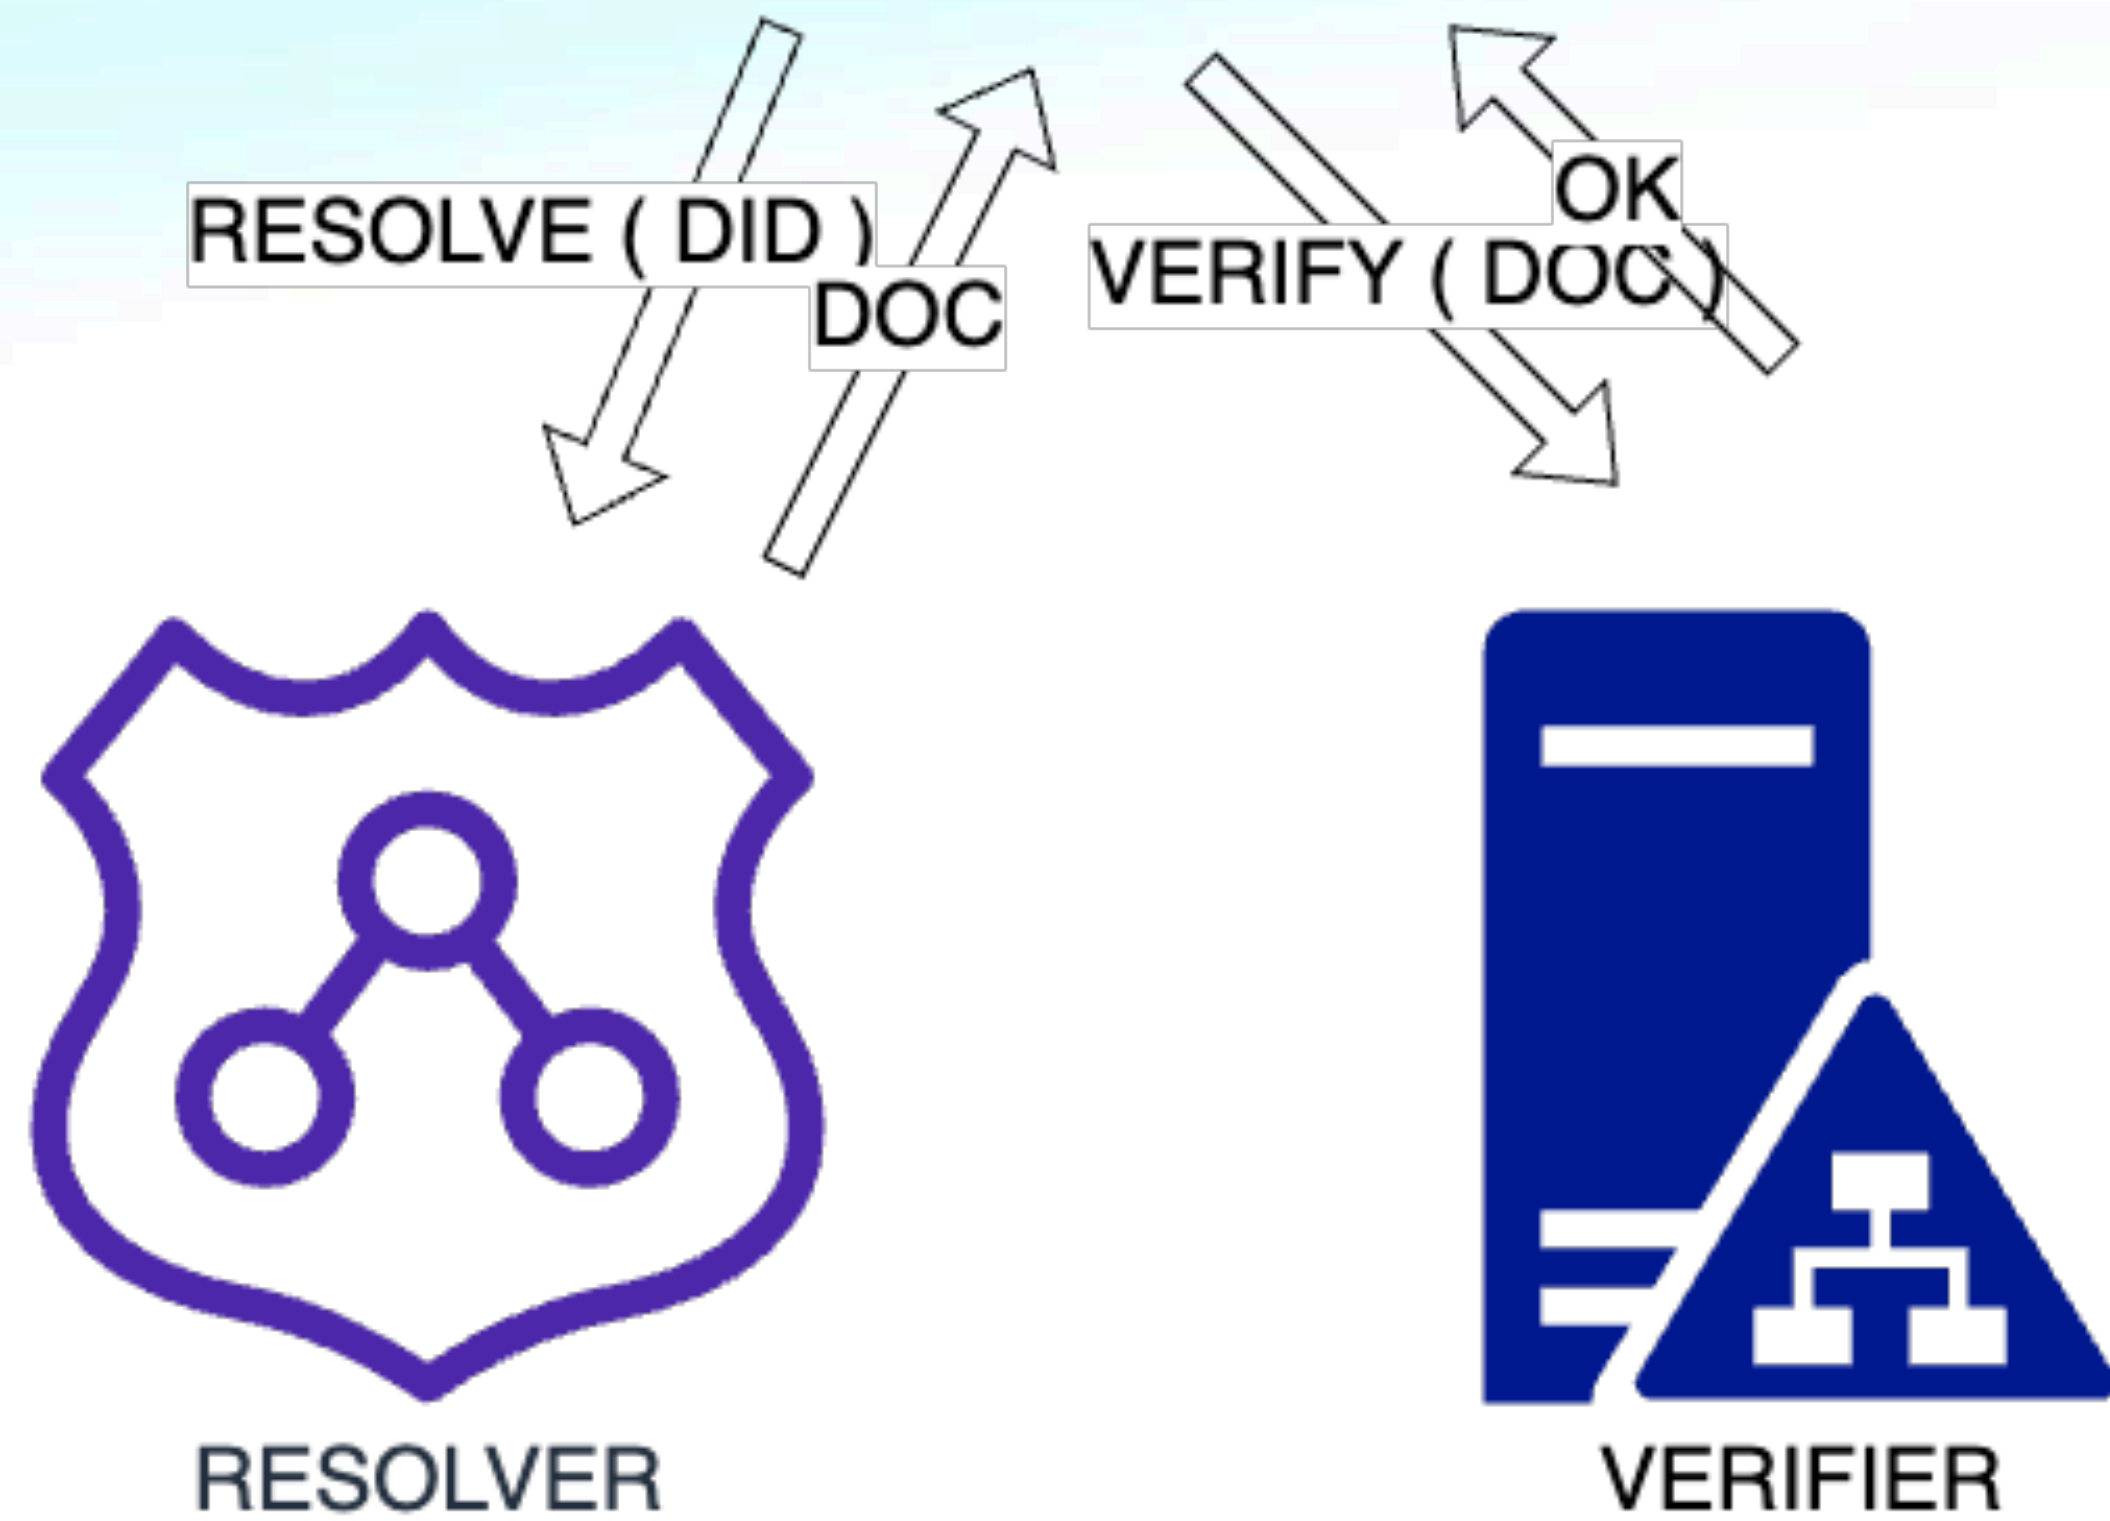 RESOLVE ( DID )
DOC
OK
VERIFY ( DOC )
RESOLVER
VERIFIER